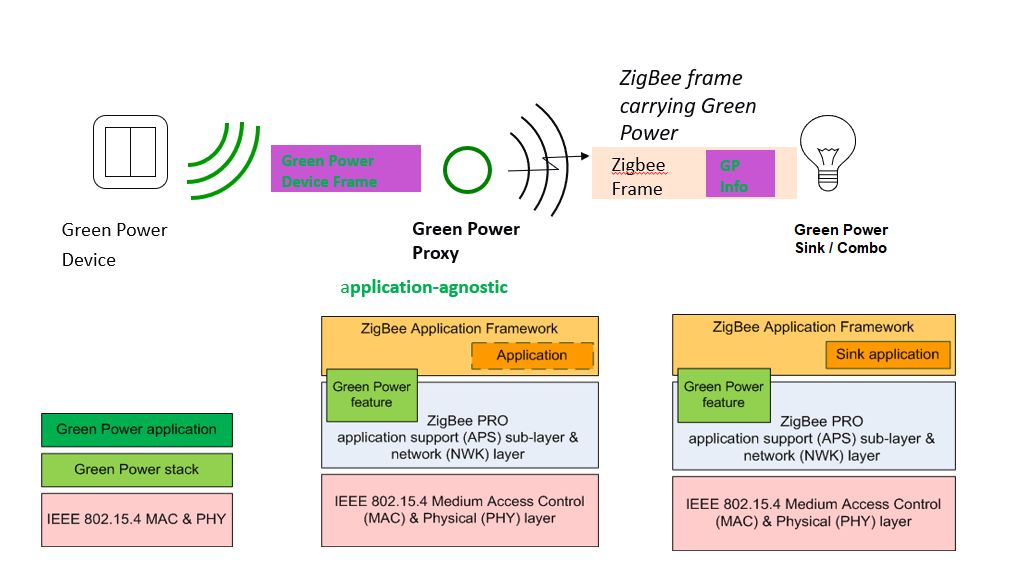 ZigBee frame
carrying Green
Power
Green Power
Device Frame
Zigbee
Frame
GP
Info
Green Power
Device
Green Power
Proxy
Green Power
Sink / Combo
application-agnostic
ZigBee Application Framework
Application
Green Power
feature
ZigBee PRO
application support (APS) sub-layer &
network (NWK) layer
IEEE 802.15.4 Medium Access Control
(MAC) & Physical (PHY) layer
ZigBee Application Framework
Sink application
Green Power
feature
ZigBee PRO
application support (APS) sub-layer &
network (NWK) layer
IEEE 802.15.4 Medium Access Control
(MAC) & Physical (PHY) layer
Green Power application
Green Power stack
IEEE 802.15.4 MAC & PHY